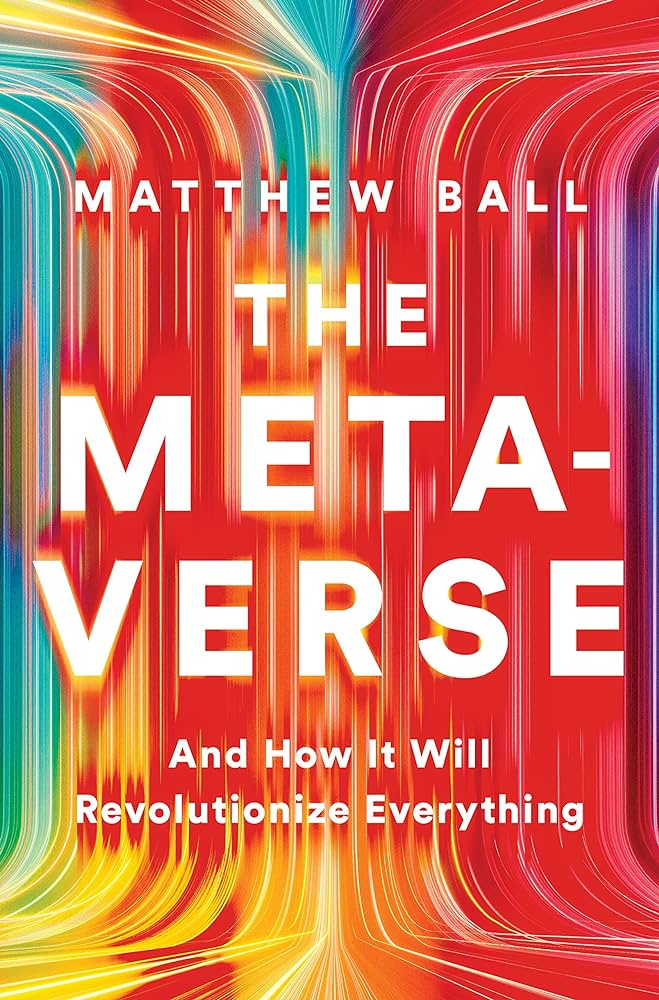 MATTHEW BALL
THE
META-
VERSE
And How It Will
Revolutionize Everything